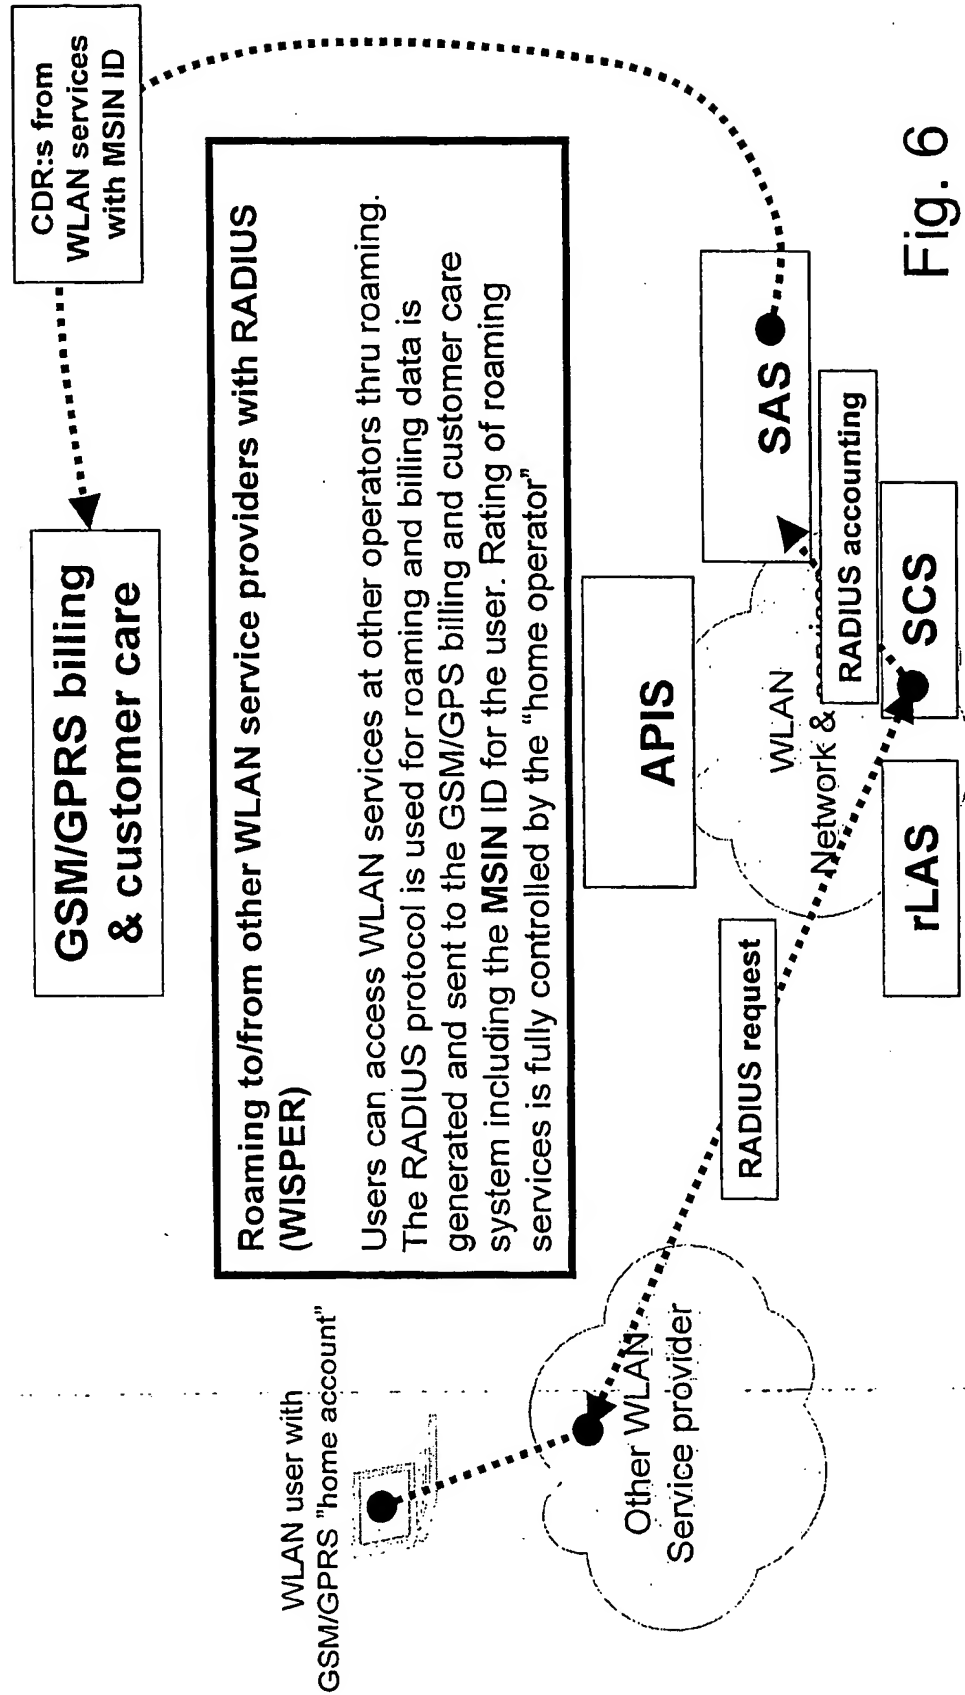 GSM/GPRS billing
& customer care
CDR:s from
WLAN services
with MSIN ID
WLAN user with
GSM/GPRS "home account"
Roaming to/from other WLAN service providers with RADIUS
(WISPER)
Users can access WLAN services at other operators thru roaming.
The RADIUS protocol is used for roaming and billing data is
generated and sent to the GSM/GPS billing and customer care
system including the MSIN ID for the user. Rating of roaming
services is fully controlled by the "home operator"
Other WLAN
Service provider
RADIUS request
APIS
WLAN
Network &
SAS
RADIUS accounting
rLAS
SCS
Fig. 6